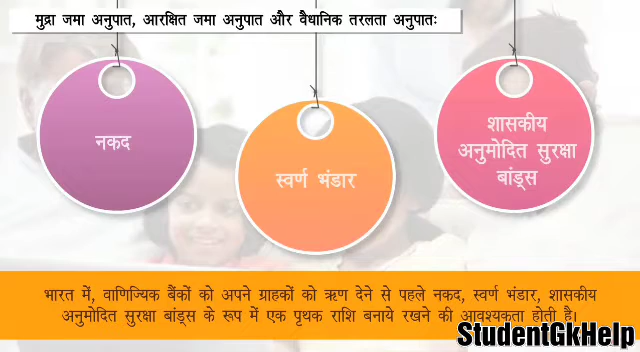 मुद्रा जमा अनुपात, आरक्षित जमा अनुपात और वैधानिक तरलता अनुपातः
नकद
स्वर्ण भंडार
शासकीय
अनुमोदित सुरक्षा
बांड्स
भारत में, वाणिज्यिक बैंकों को अपने ग्राहकों को ऋण देने से पहले नकद, स्वर्ण भंडार, शासकीय
अनुमोदित सुरक्षा बांड्स के रूप में एक पृथक राशि बनाये रखने की आवश्यकता होती है।
StudentGkHelp